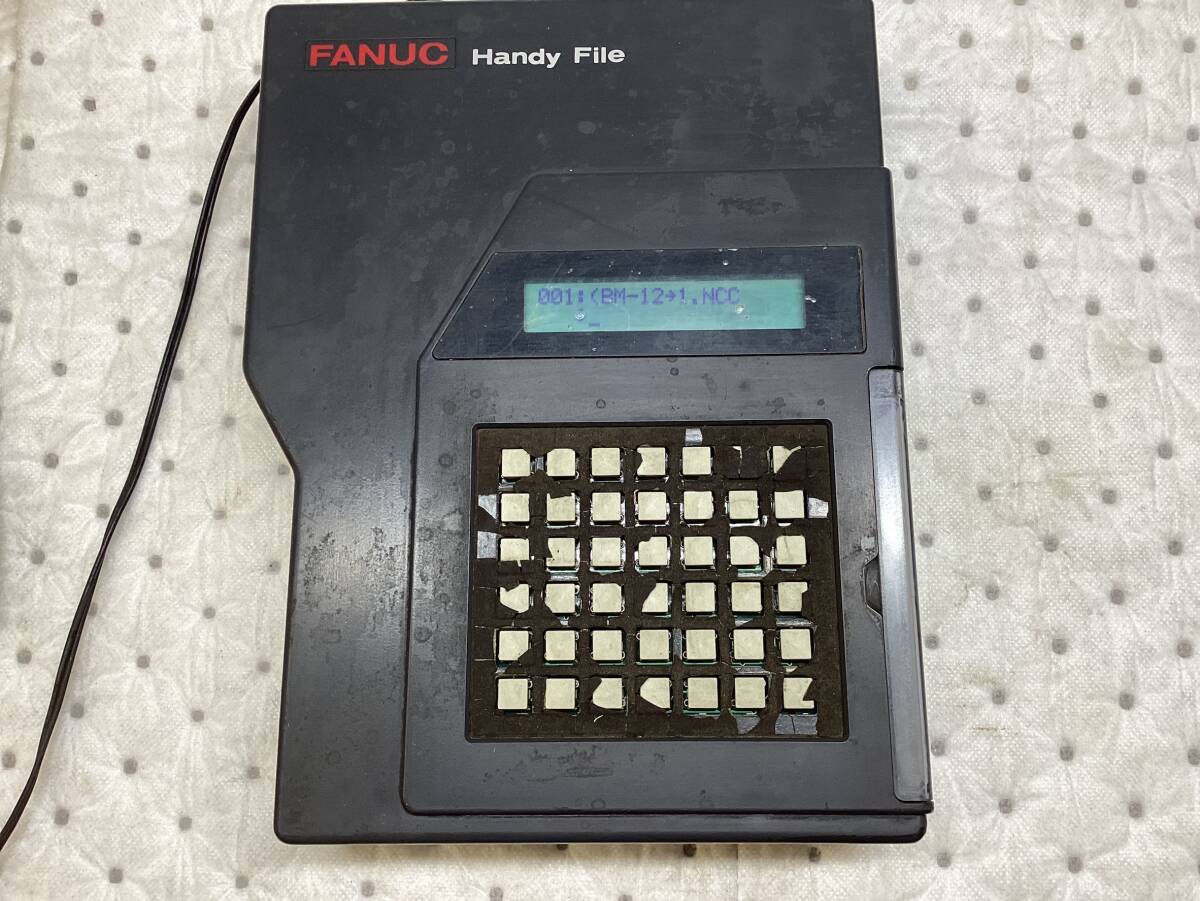 FANUC Handy File
001:(BM-12→1.NCC
_